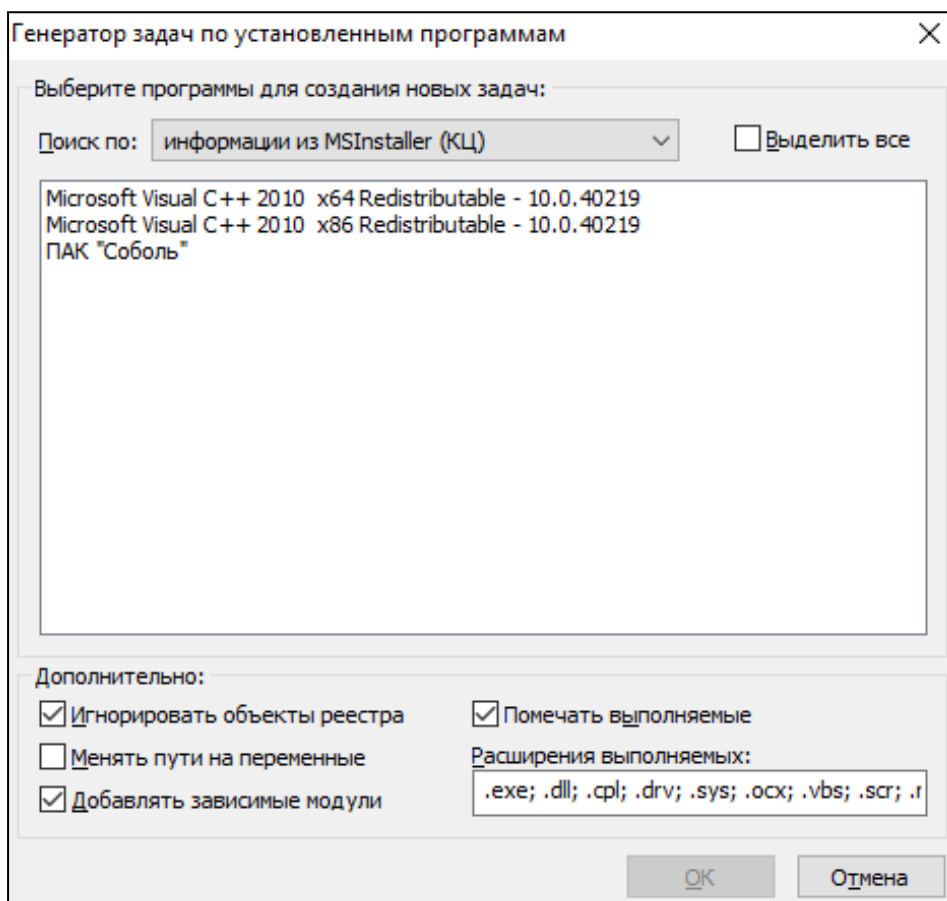 Генератор задач по установленным программам
Выберите программы для создания новых задач:
Поиск по: информации из MSInstaller (КЦ) Выделить все
Microsoft Visual C++ 2010  x64 Redistributable - 10.0.40219
Microsoft Visual C++ 2010  x86 Redistributable - 10.0.40219
ПАК "Соболь"
Дополнительно:
Игнорировать объекты реестра
Помечать выполняемые
Менять пути на переменные
Расширения выполняемых:
Добавлять зависимые модули
.exe; .dll; .cpl; .drv; .sys; .ocx; .vbs; .scr;
ОК Отмена